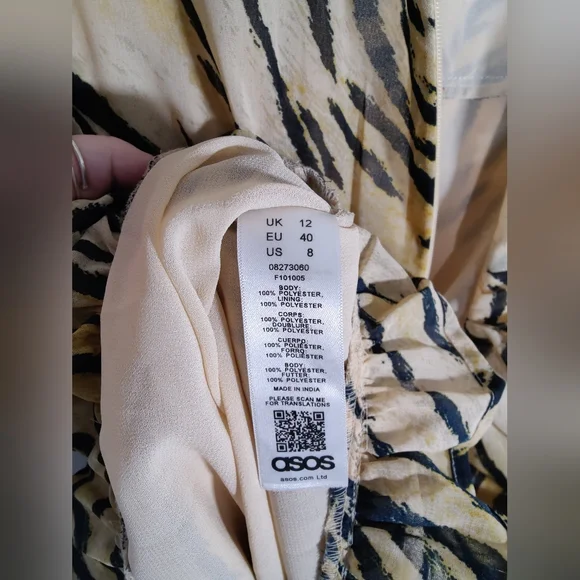 UK 12
EU 40
US 8
08273060
F101005
BODY:
100% POLYESTER,
LINING:
100% POLYESTER
CORPS:
100% POLYESTER,
DOUBLURE:
100% POLYESTER
CUERPO:
100% POLIÉSTER,
FORRO:
100% POLIÉSTER
BODY:
100% POLYESTER,
FUTTER:
100% POLYESTER
MADE IN INDIA
PLEASE SCAN ME
FOR TRANSLATIONS
asos
asos.com Ltd